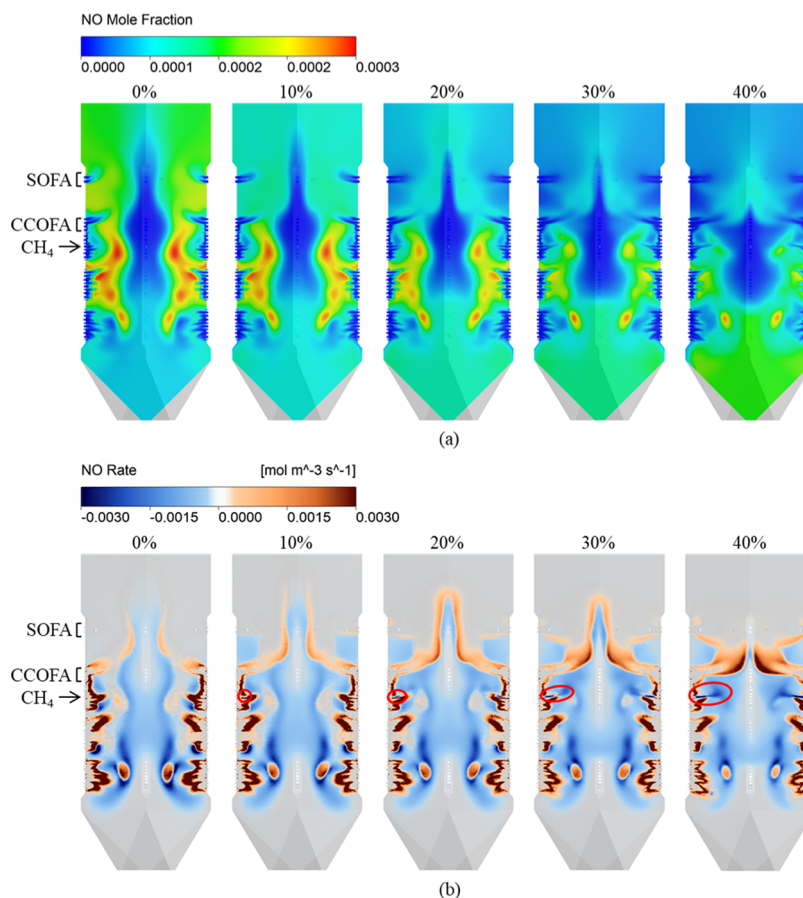 NO Mole Fraction
0.0000 0.0001 0.0002 0.0002 0.0003
0% 10% 20% 30% 40%
SOFA
CCOFA
CH₄
(a)
NO Rate [mol m^-3 s^-1]
-0.0030 -0.0015 0.0000 0.0015 0.0030
0% 10% 20% 30% 40%
SOFA
CCOFA
CH₄
(b)